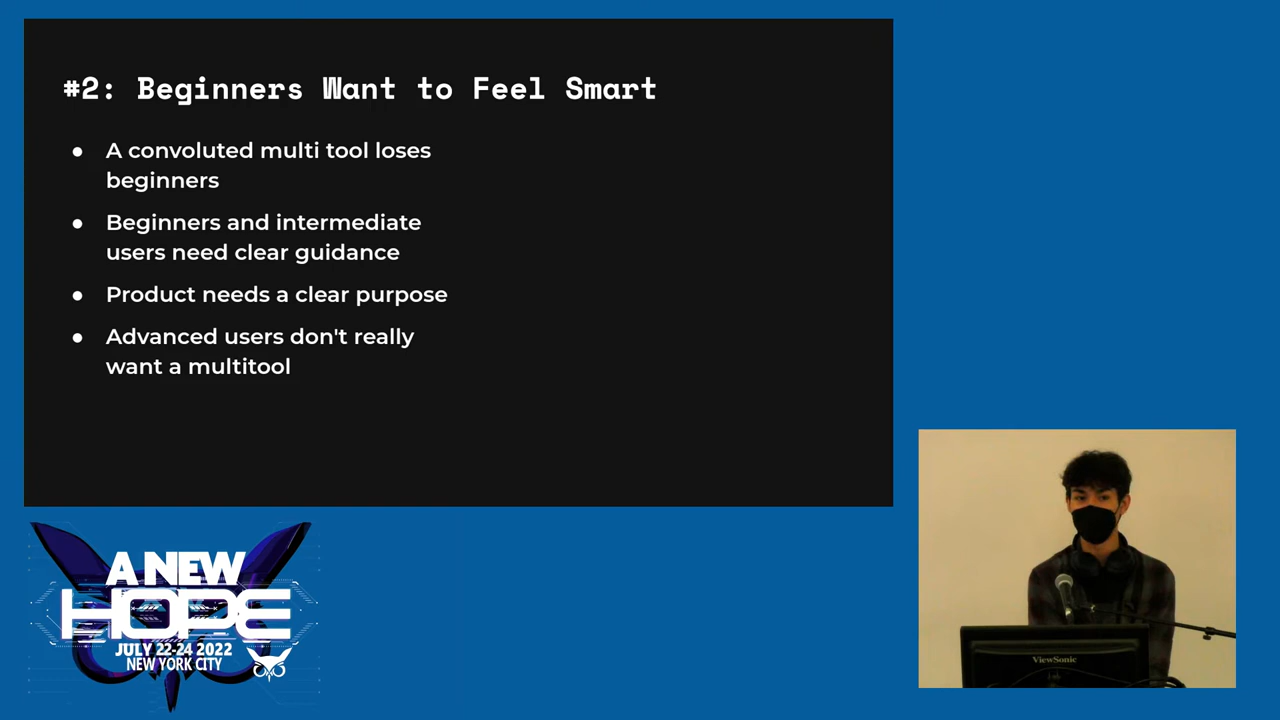 #2: Beginners Want to Feel Smart
● A convoluted multi tool loses
beginners
● Beginners and intermediate
users need clear guidance
● Product needs a clear purpose
● Advanced users don't really
want a multitool
A NEW
HOPE
JULY 22-24 2022
NEW YORK CITY
ViewSonic